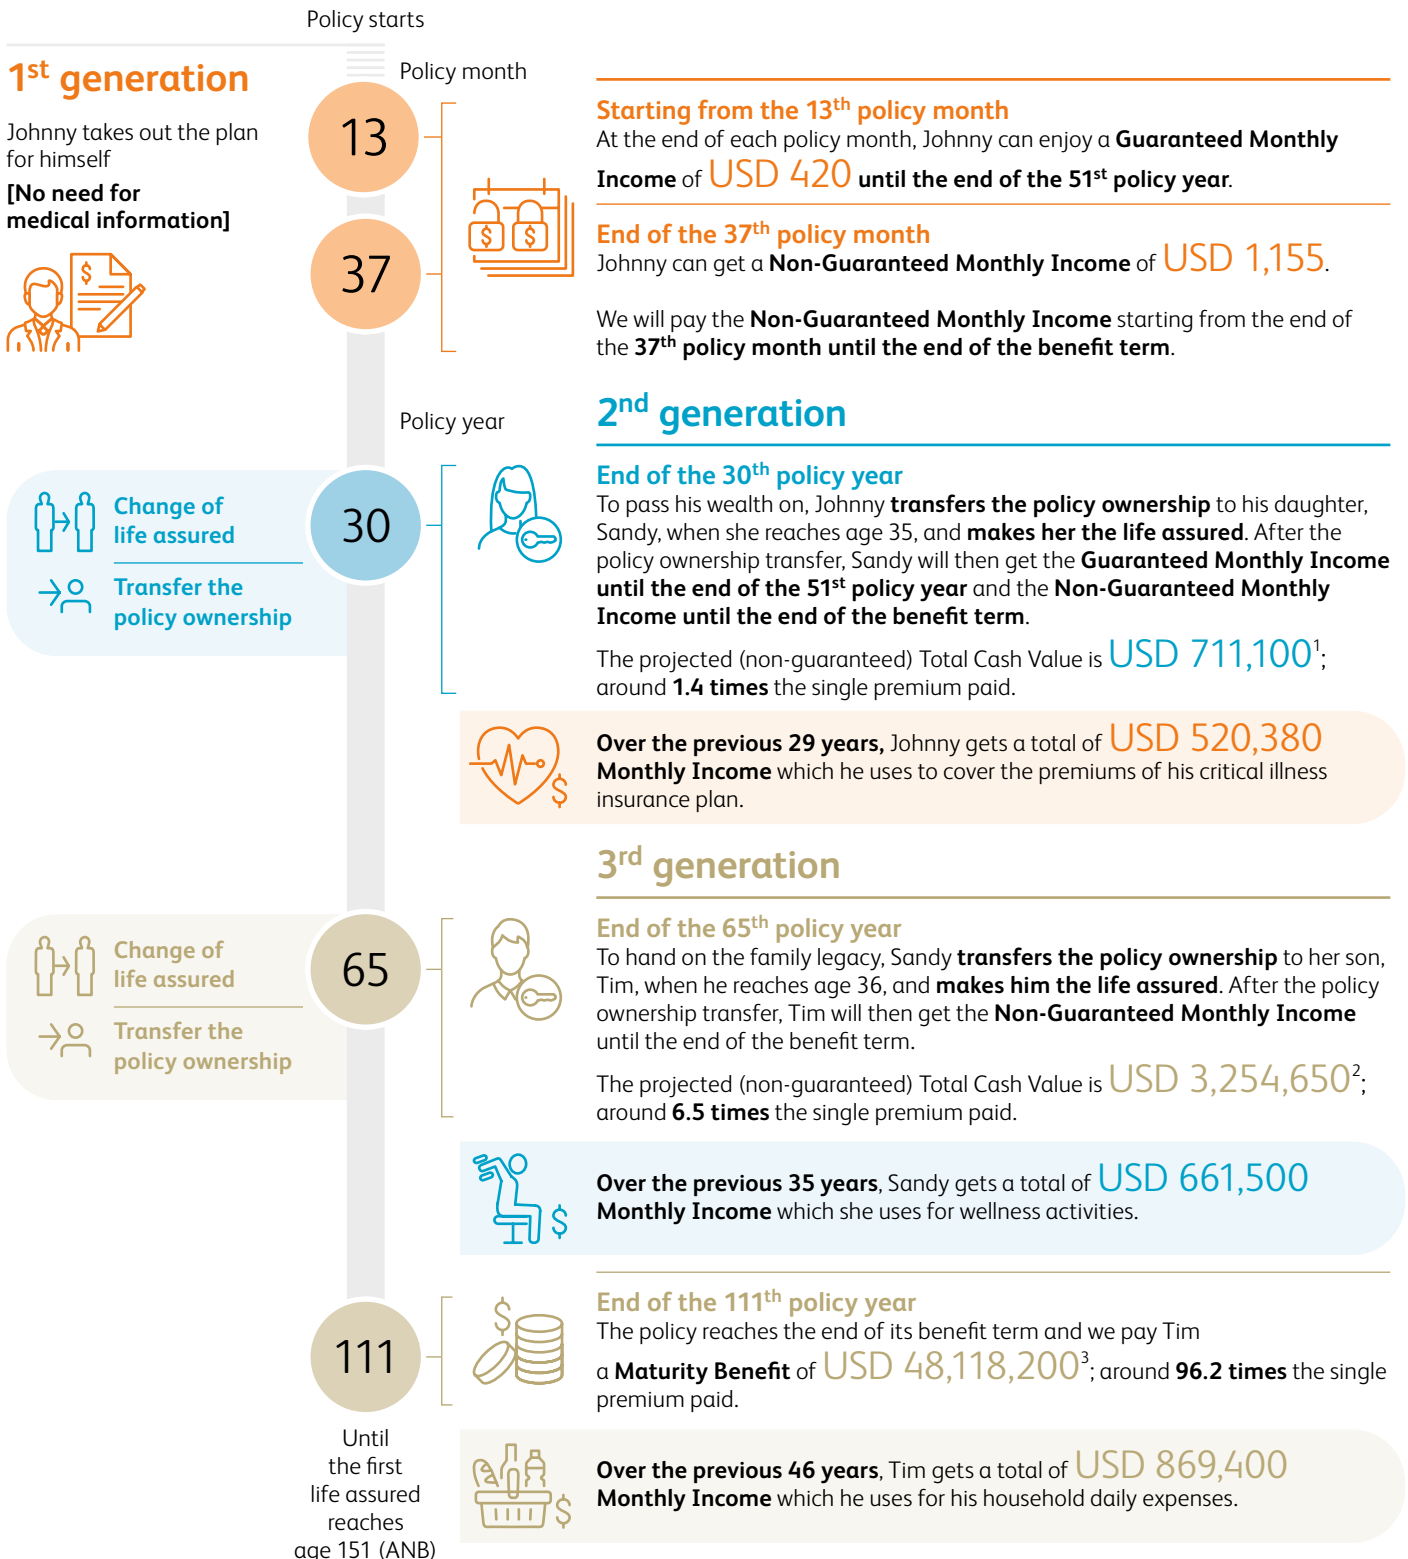 Policy starts
1st generation
Johnny takes out the plan
for himself
[No need for
medical information]
Policy month
13
37
$
$ $
Starting from the 13th policy month
At the end of each policy month, Johnny can enjoy a Guaranteed Monthly
Income of USD 420 until the end of the 51st policy year.
End of the 37th policy month
Johnny can get a Non-Guaranteed Monthly Income of USD 1,155.
We will pay the Non-Guaranteed Monthly Income starting from the end of
the 37th policy month until the end of the benefit term.
Policy year
2nd generation
Change of
life assured
Transfer the
policy ownership
30
End of the 30th policy year
To pass his wealth on, Johnny transfers the policy ownership to his daughter,
Sandy, when she reaches age 35, and makes her the life assured. After the
policy ownership transfer, Sandy will then get the Guaranteed Monthly Income
until the end of the 51st policy year and the Non-Guaranteed Monthly
Income until the end of the benefit term.
The projected (non-guaranteed) Total Cash Value is USD 711,100¹;
around 1.4 times the single premium paid.
$
Over the previous 29 years, Johnny gets a total of USD 520,380
Monthly Income which he uses to cover the premiums of his critical illness
insurance plan.
3rd generation
Change of
life assured
Transfer the
policy ownership
65
End of the 65th policy year
To hand on the family legacy, Sandy transfers the policy ownership to her son,
Tim, when he reaches age 36, and makes him the life assured. After the policy
ownership transfer, Tim will then get the Non-Guaranteed Monthly Income
until the end of the benefit term.
The projected (non-guaranteed) Total Cash Value is USD 3,254,650²;
around 6.5 times the single premium paid.
$
Over the previous 35 years, Sandy gets a total of USD 661,500
Monthly Income which she uses for wellness activities.
111
Until
the first
life assured
reaches
age 151 (ANB)
$
End of the 111th policy year
The policy reaches the end of its benefit term and we pay Tim
a Maturity Benefit of USD 48,118,200³; around 96.2 times the single
premium paid.
$
Over the previous 46 years, Tim gets a total of USD 869,400
Monthly Income which he uses for his household daily expenses.